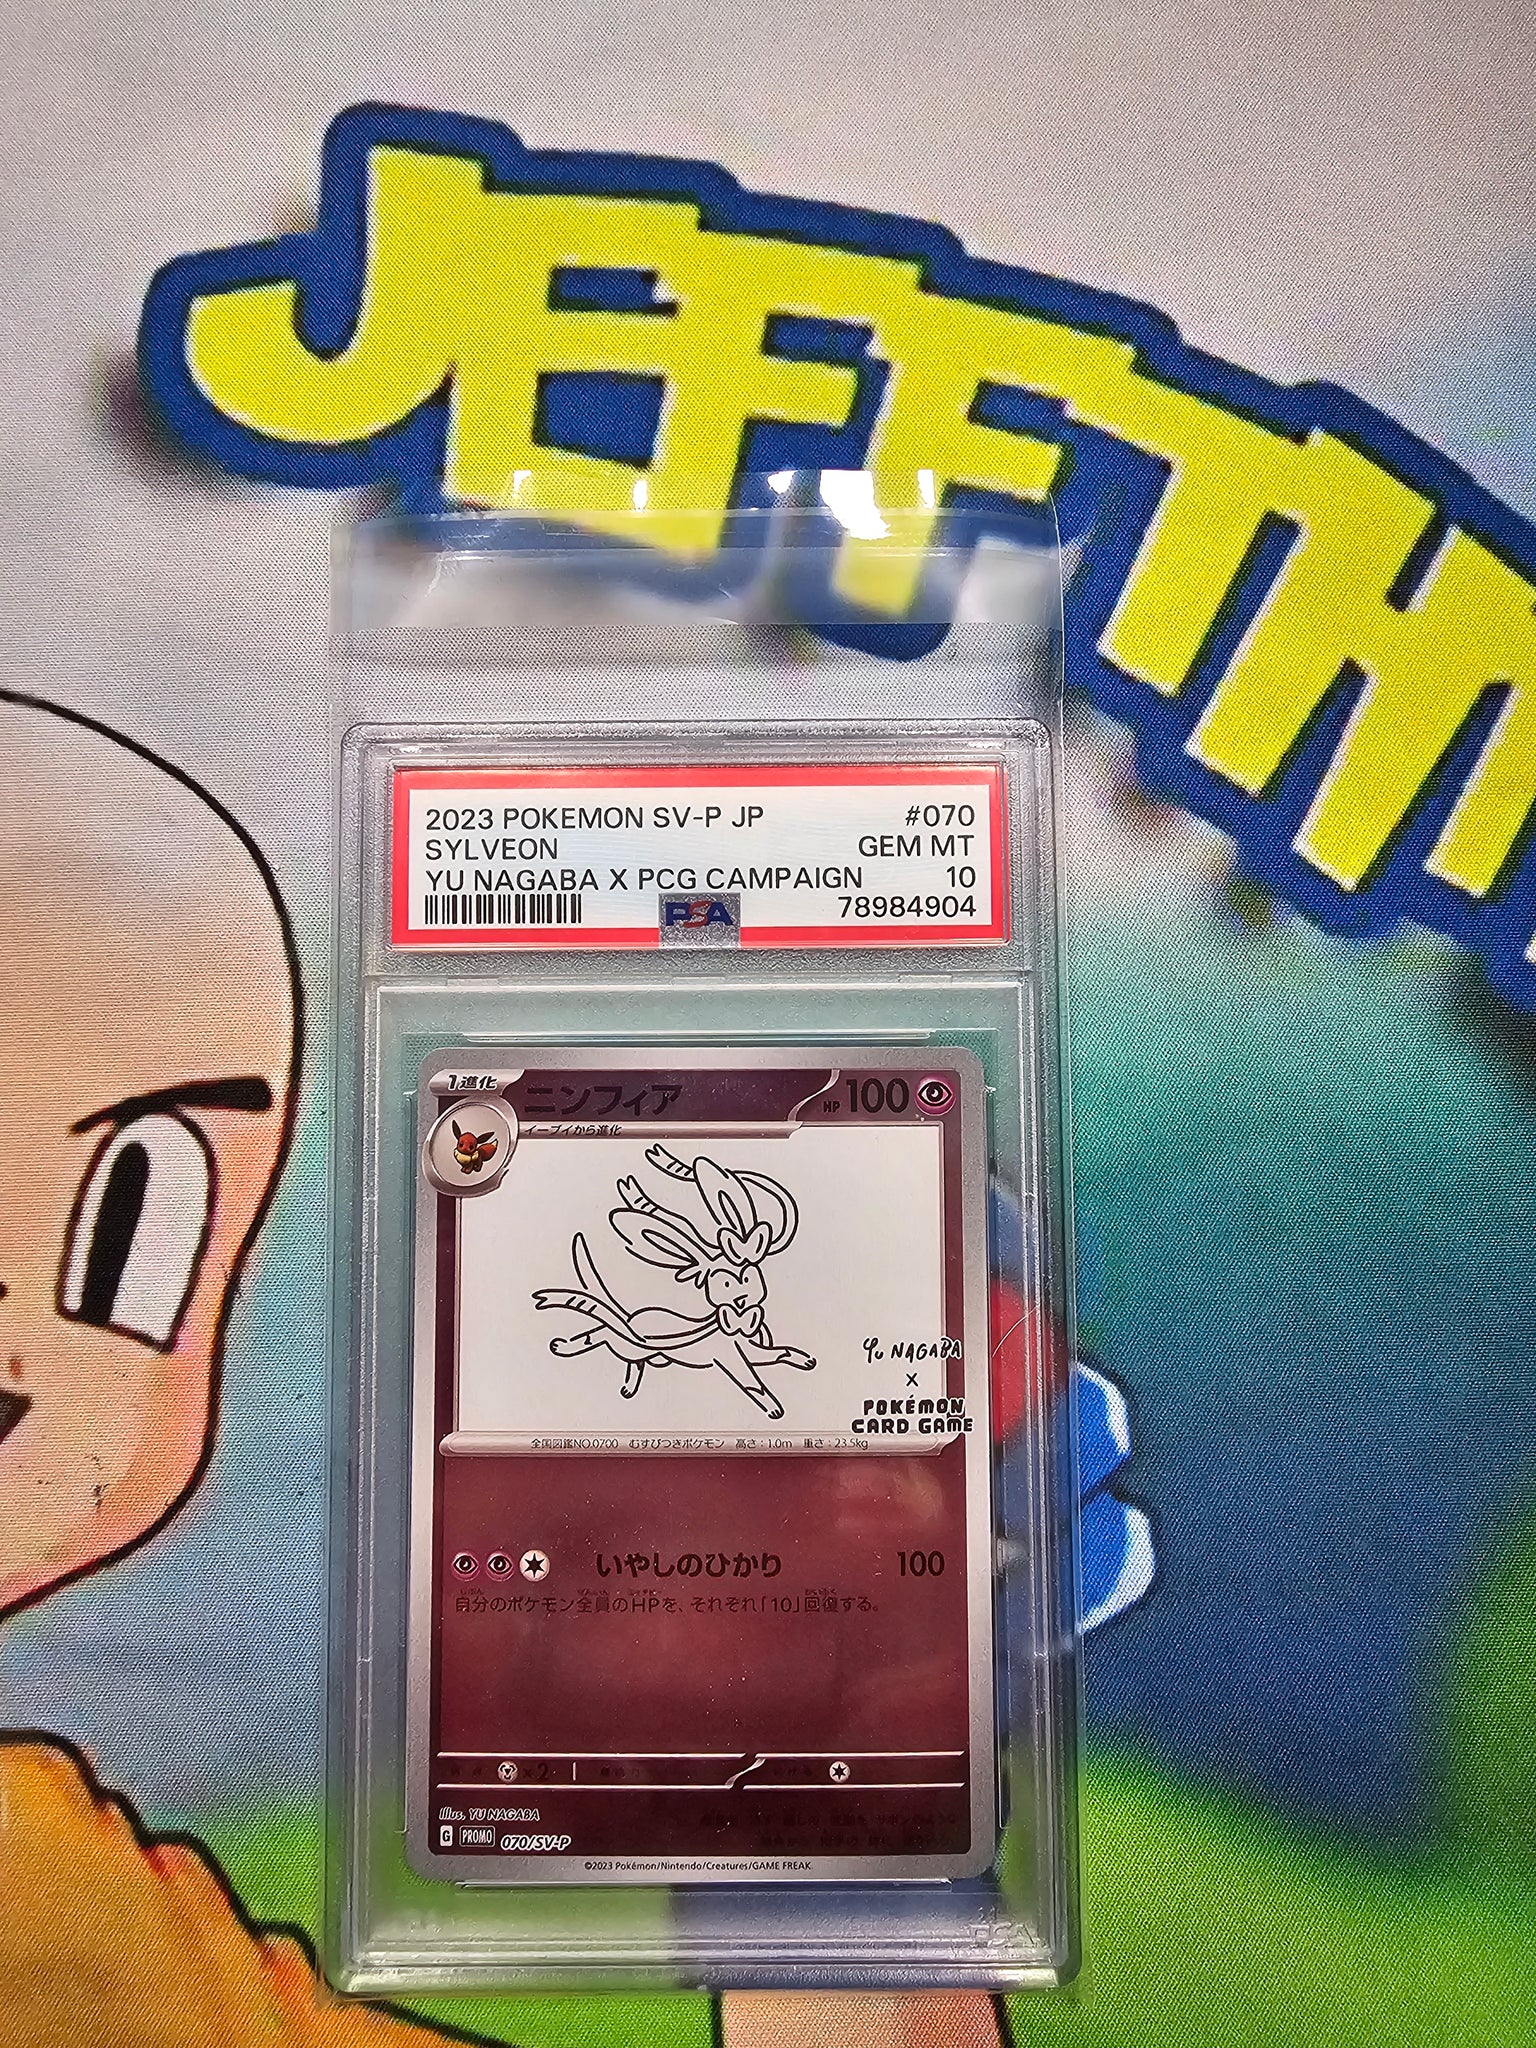 JEFFTH
2023 POKEMON SV-P JP #070
SYLVEON GEM MT
YU NAGABA X PCG CAMPAIGN 10
PSA 78984904
1進化 ニンフィア HP 100
イーブイから進化
Yu NAGABA
x
POKÉMON
CARD GAME
全国図鑑NO.0700 むすびつきポケモン 高さ:1.0m 重さ:23.5kg
いやしのひかり 100
自分のポケモン全員のHPを、それぞれ「10」回復する。
×2
Illus. YU NAGABA
G PROMO 070/SV-P
©2023 Pokémon/Nintendo/Creatures/GAME FREAK.